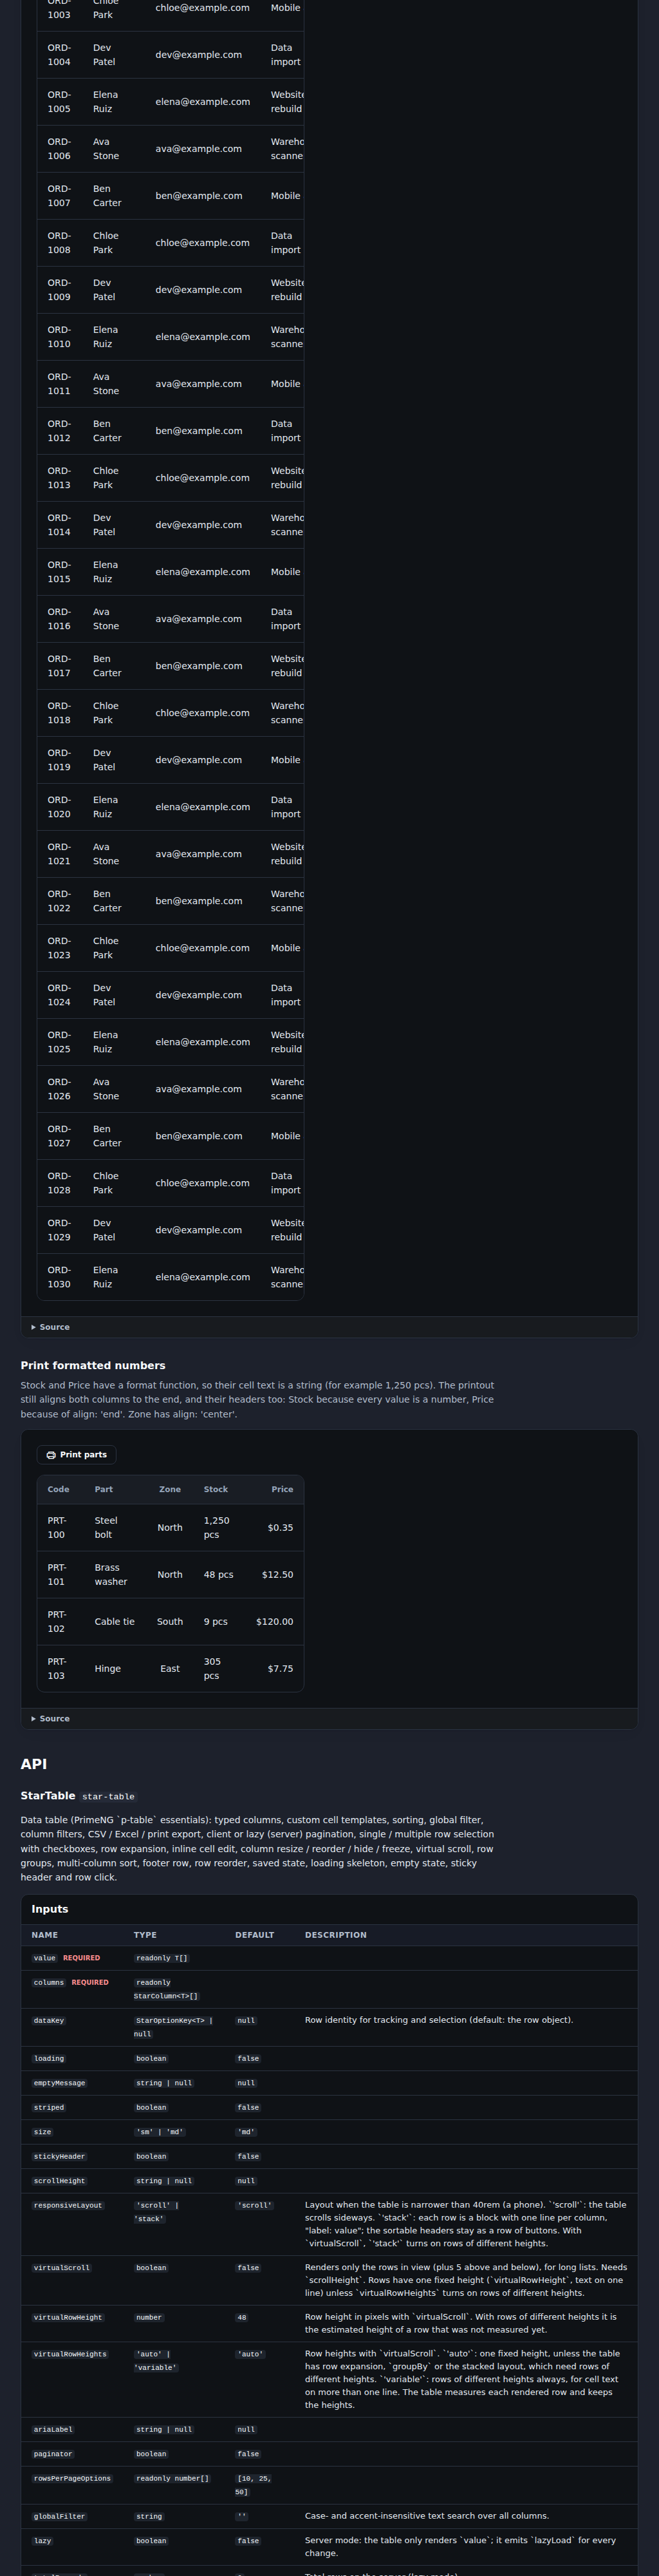 ORD- Chloe
1003 Park chloe@example.com Mobile
ORD- Dev Data
1004 Patel dev@example.com import
ORD- Elena Website
1005 Ruiz elena@example.com rebuild
ORD- Ava Wareho
1006 Stone ava@example.com scanne
ORD- Ben
1007 Carter ben@example.com Mobile
ORD- Chloe Data
1008 Park chloe@example.com import
ORD- Dev Website
1009 Patel dev@example.com rebuild
ORD- Elena Wareho
1010 Ruiz elena@example.com scanne
ORD- Ava
1011 Stone ava@example.com Mobile
ORD- Ben Data
1012 Carter ben@example.com import
ORD- Chloe Website
1013 Park chloe@example.com rebuild
ORD- Dev Wareho
1014 Patel dev@example.com scanne
ORD- Elena
1015 Ruiz elena@example.com Mobile
ORD- Ava Data
1016 Stone ava@example.com import
ORD- Ben Website
1017 Carter ben@example.com rebuild
ORD- Chloe Wareho
1018 Park chloe@example.com scanne
ORD- Dev
1019 Patel dev@example.com Mobile
ORD- Elena Data
1020 Ruiz elena@example.com import
ORD- Ava Website
1021 Stone ava@example.com rebuild
ORD- Ben Wareho
1022 Carter ben@example.com scanne
ORD- Chloe
1023 Park chloe@example.com Mobile
ORD- Dev Data
1024 Patel dev@example.com import
ORD- Elena Website
1025 Ruiz elena@example.com rebuild
ORD- Ava Wareho
1026 Stone ava@example.com scanne
ORD- Ben
1027 Carter ben@example.com Mobile
ORD- Chloe Data
1028 Park chloe@example.com import
ORD- Dev Website
1029 Patel dev@example.com rebuild
ORD- Elena Wareho
1030 Ruiz elena@example.com scanne
Source
Print formatted numbers
Stock and Price have a format function, so their cell text is a string (for example 1,250 pcs). The printout
still aligns both columns to the end, and their headers too: Stock because every value is a number, Price
because of align: 'end'. Zone has align: 'center'.
Print parts
Code Part Zone Stock Price
PRT- Steel 1,250
100 bolt North pcs $0.35
PRT- Brass
101 washer North 48 pcs $12.50
PRT-
102 Cable tie South 9 pcs $120.00
PRT- 305
103 Hinge East pcs $7.75
Source
API
StarTable star-table
Data table (PrimeNG `p-table` essentials): typed columns, custom cell templates, sorting, global filter,
column filters, CSV / Excel / print export, client or lazy (server) pagination, single / multiple row selection
with checkboxes, row expansion, inline cell edit, column resize / reorder / hide / freeze, virtual scroll, row
groups, multi-column sort, footer row, row reorder, saved state, loading skeleton, empty state, sticky
header and row click.
Inputs
NAME TYPE DEFAULT DESCRIPTION
value REQUIRED readonly T[]
columns REQUIRED readonly
StarColumn<T>[]
dataKey StarOptionKey<T> | null Row identity for tracking and selection (default: the row object).
null
loading boolean false
emptyMessage string | null null
striped boolean false
size 'sm' | 'md' 'md'
stickyHeader boolean false
scrollHeight string | null null
responsiveLayout 'scroll' | 'scroll' Layout when the table is narrower than 40rem (a phone). `'scroll'`: the table
'stack' scrolls sideways. `'stack'`: each row is a block with one line per column,
"label: value"; the sortable headers stay as a row of buttons. With
`virtualScroll`, `'stack'` turns on rows of different heights.
virtualScroll boolean false Renders only the rows in view (plus 5 above and below), for long lists. Needs
`scrollHeight`. Rows have one fixed height (`virtualRowHeight`, text on one
line) unless `virtualRowHeights` turns on rows of different heights.
virtualRowHeight number 48 Row height in pixels with `virtualScroll`. With rows of different heights it is
the estimated height of a row that was not measured yet.
virtualRowHeights 'auto' | 'auto' Row heights with `virtualScroll`. `'auto'`: one fixed height, unless the table
'variable' has row expansion, `groupBy` or the stacked layout, which need rows of
different heights. `'variable'`: rows of different heights always, for cell text
on more than one line. The table measures each rendered row and keeps
the heights.
ariaLabel string | null null
paginator boolean false
rowsPerPageOptions readonly number[] [10, 25,
50]
globalFilter string '' Case- and accent-insensitive text search over all columns.
lazy boolean false Server mode: the table only renders `value`; it emits `lazyLoad` for every
change.